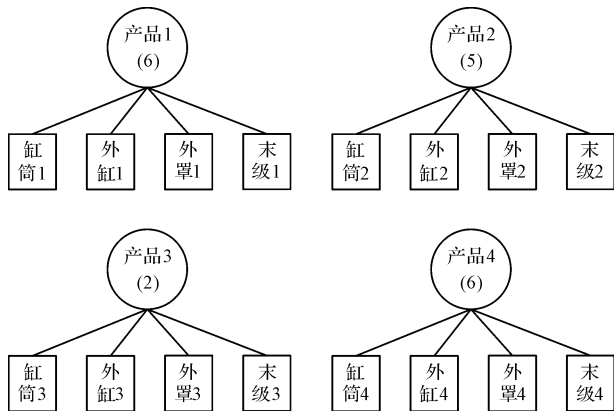 产品1
(6)
产品2
(5)
缸筒1
外缸1
外罩1
末级1
缸筒2
外缸2
外罩2
末级2
产品3
(2)
产品4
(6)
缸筒3
外缸3
外罩3
末级3
缸筒4
外缸4
外罩4
末级4